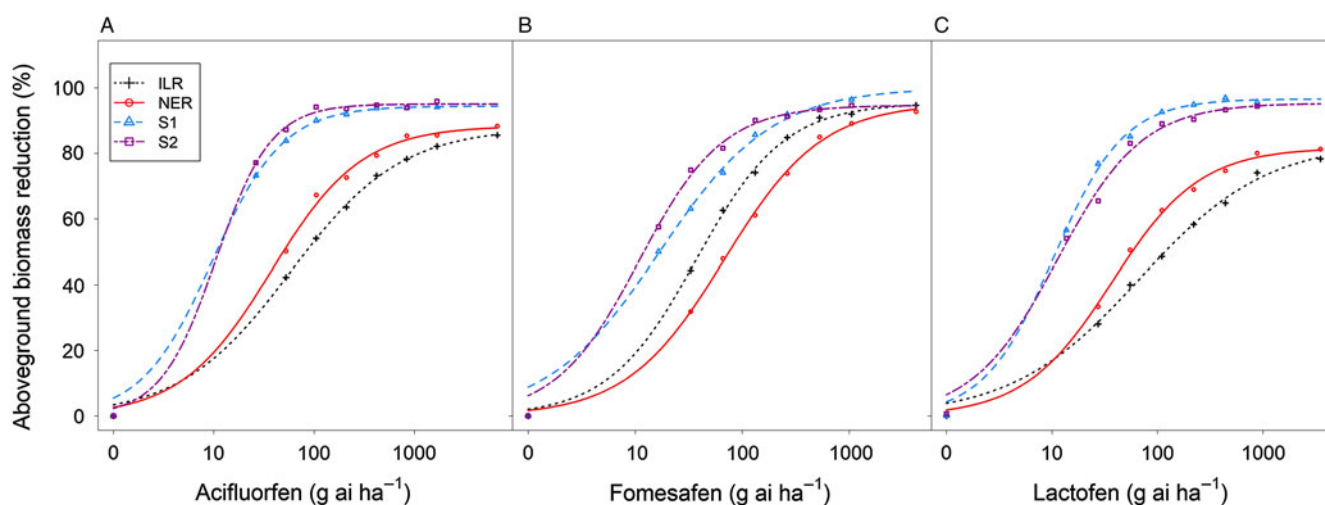 A
B
C
Aboveground biomass reduction (%)
100
80
60
40
20
0
ILR
NER
S1
S2
0 10 100 1000
0 10 100 1000
0 10 100 1000
Acifluorfen (g ai ha⁻¹)
Fomesafen (g ai ha⁻¹)
Lactofen (g ai ha⁻¹)